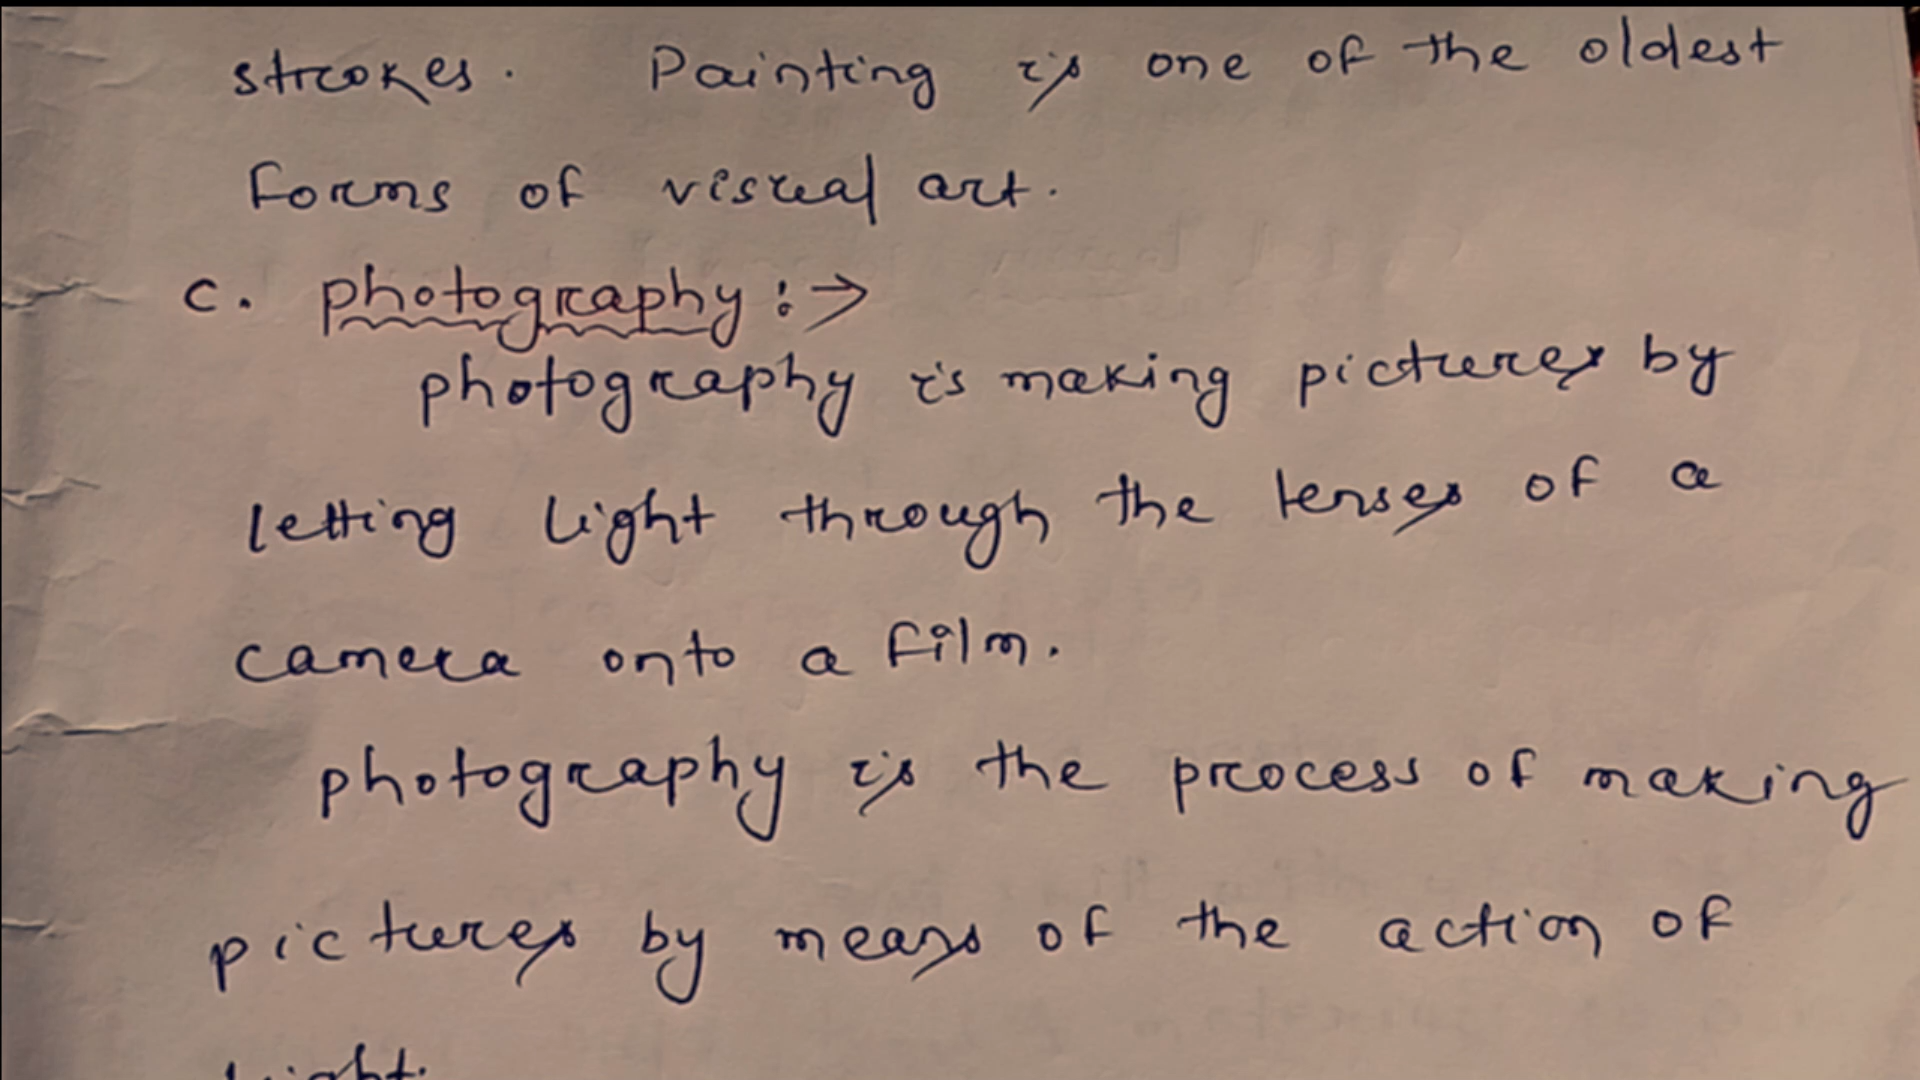 strokes. Painting is one of the oldest
forms of visual art.
c. photography :→
photography is making pictures by
letting light through the lenses of a
camera onto a film.
photography is the process of making
pictures by means of the action of
light.